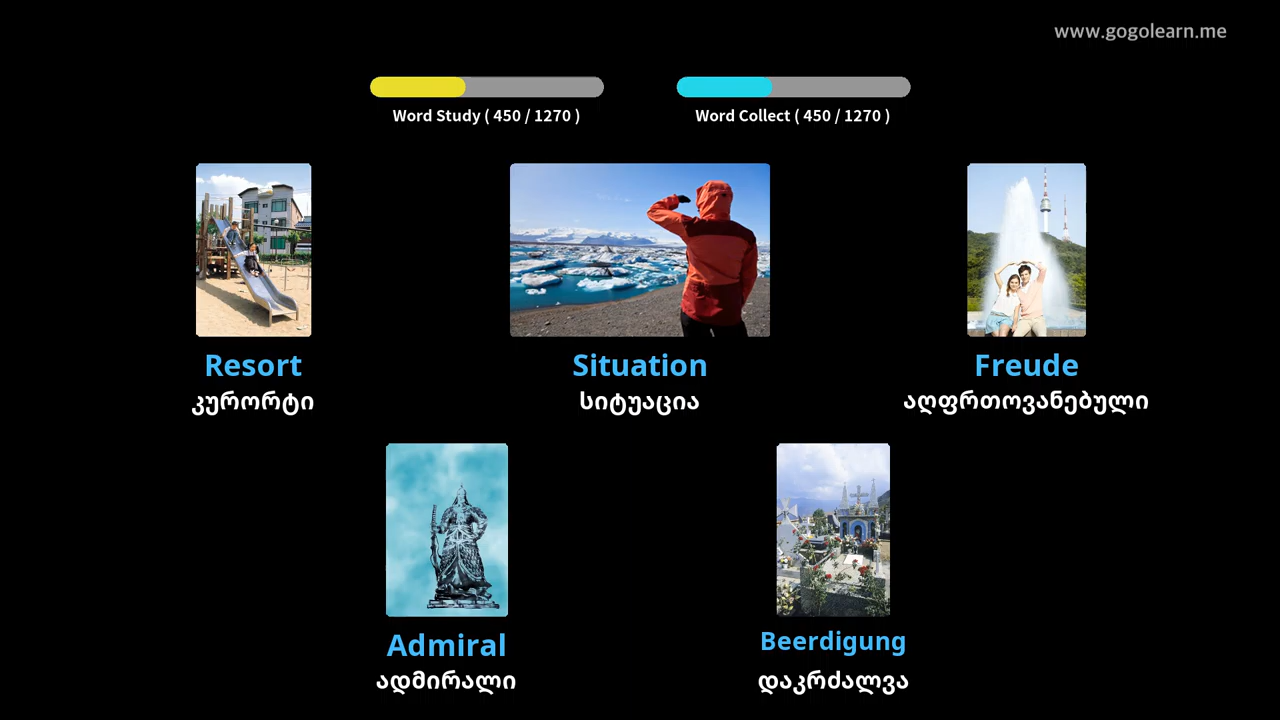 www.gogolearn.me
Word Study ( 450 / 1270 )
Word Collect ( 450 / 1270 )
Resort
კურორტი
Situation
სიტუაცია
Freude
აღფრთოვანებული
Admiral
ადმირალი
Beerdigung
დაკრძალვა